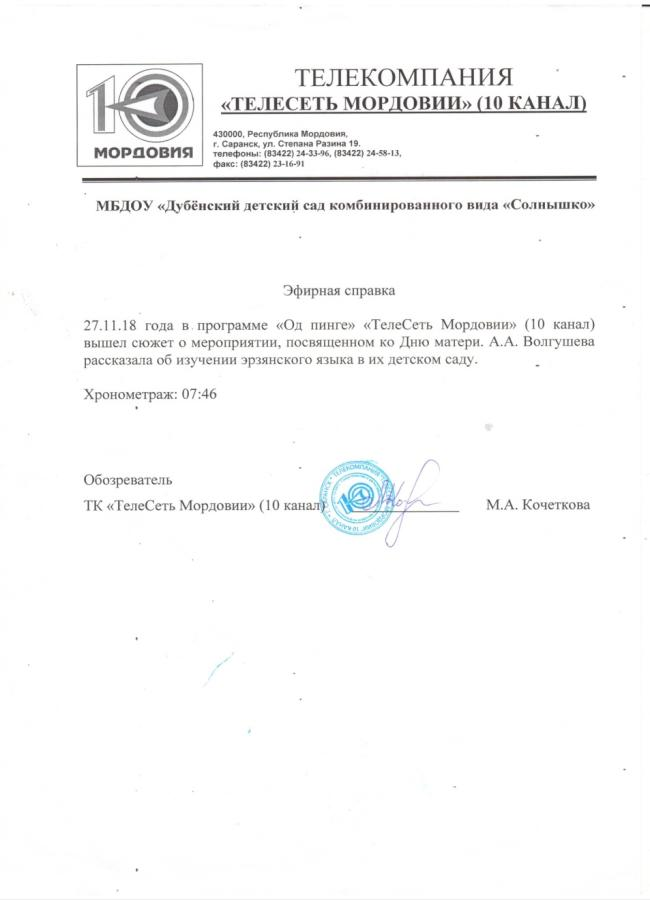 10
МОРДОВИЯ
ТЕЛЕКОМПАНИЯ
«ТЕЛЕСЕТЬ МОРДОВИИ» (10 КАНАЛ)
430000, Республика Мордовия,
г. Саранск, ул. Степана Разина 19.
телефоны: (83422) 24-33-96, (83422) 24-58-13,
факс: (83422) 23-16-91
МБДОУ «Дубёнский детский сад комбинированного вида «Солнышко»
Эфирная справка
27.11.18 года в программе «Од пинге» «ТелеСеть Мордовии» (10 канал)
вышел сюжет о мероприятии, посвященном ко Дню матери. А.А. Волгушева
рассказала об изучении эрзянского языка в их детском саду.
Хронометраж: 07:46
Обозреватель
ТК «ТелеСеть Мордовии» (10 канал) М.А. Кочеткова